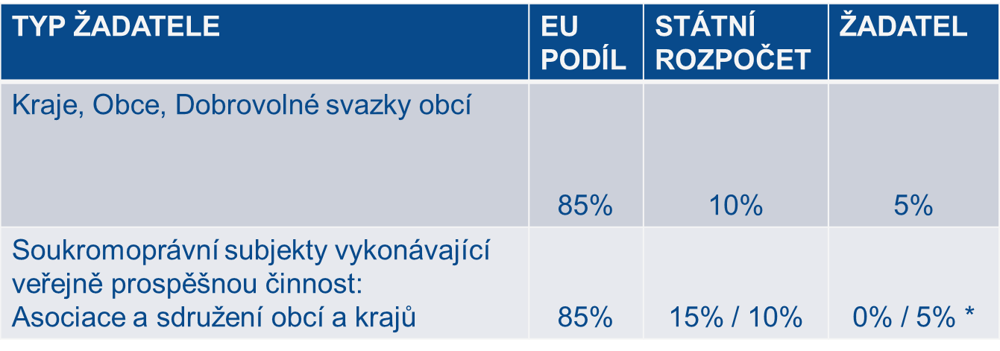 TYP ŽADATELE
EU PODÍL
STÁTNÍ ROZPOČET
ŽADATEL
Kraje, Obce, Dobrovolné svazky obcí
85%
10%
5%
Soukromoprávní subjekty vykonávající
veřejně prospěšnou činnost:
Asociace a sdružení obcí a krajů
85%
15% / 10%
0% / 5% *